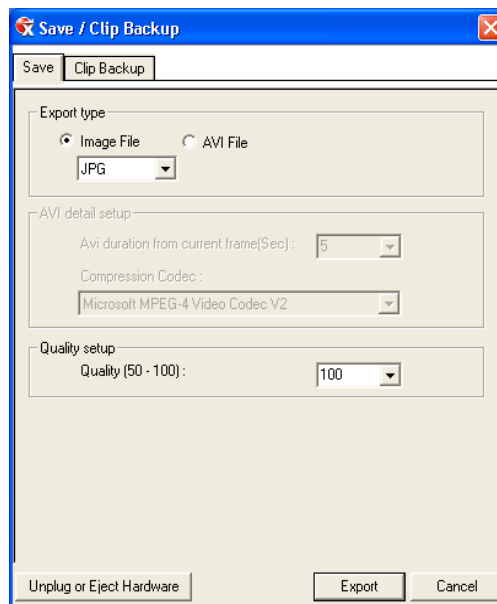 Save / Clip Backup
Save Clip Backup
Export type
Image File AVI File
JPG
AVI detail setup
Avi duration from current frame(Sec) : 5
Compression Codec :
Microsoft MPEG-4 Video Codec V2
Quality setup
Quality (50 - 100) : 100
Unplug or Eject Hardware Export Cancel